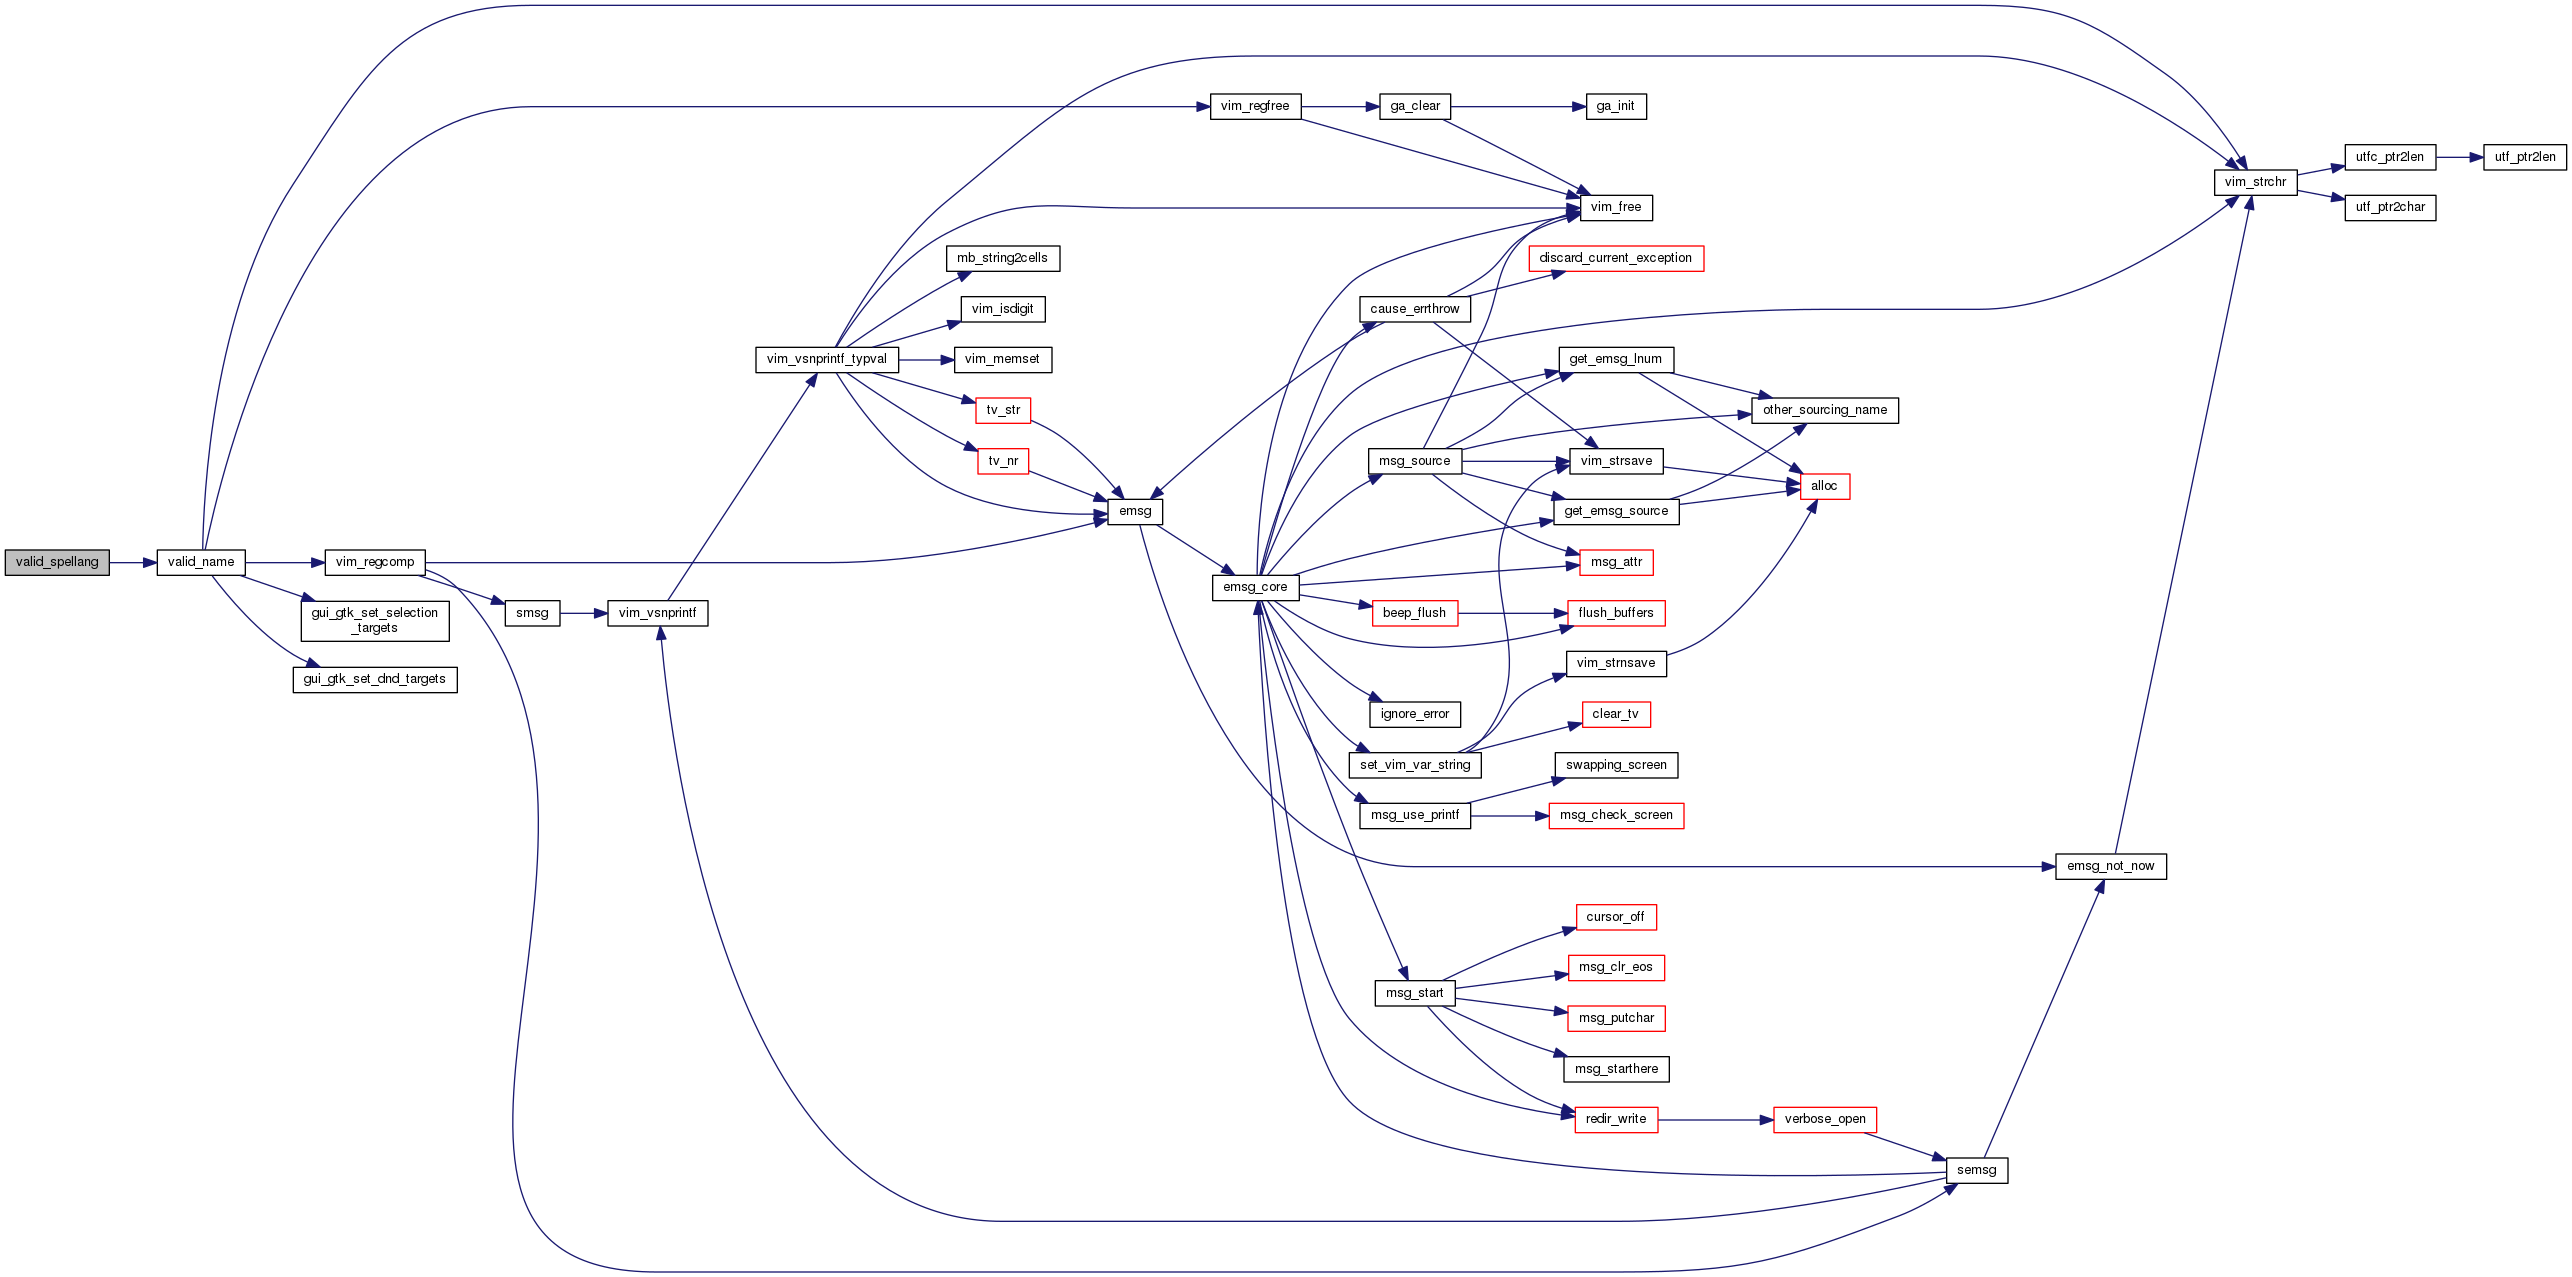 valid_spellang
valid_name
vim_regcomp
gui_gtk_set_selection
_targets
gui_gtk_set_dnd_targets
smsg
vim_vsnprintf
vim_vsnprintf_typval
mb_string2cells
vim_isdigit
vim_memset
tv_str
tv_nr
emsg
vim_regfree
emsg_core
ga_clear
cause_errthrow
msg_source
beep_flush
ignore_error
set_vim_var_string
msg_use_printf
msg_start
ga_init
vim_free
discard_current_exception
get_emsg_lnum
vim_strsave
get_emsg_source
msg_attr
flush_buffers
vim_strnsave
clear_tv
swapping_screen
msg_check_screen
cursor_off
msg_clr_eos
msg_putchar
msg_starthere
redir_write
other_sourcing_name
alloc
verbose_open
semsg
emsg_not_now
vim_strchr
utfc_ptr2len
utf_ptr2char
utf_ptr2len